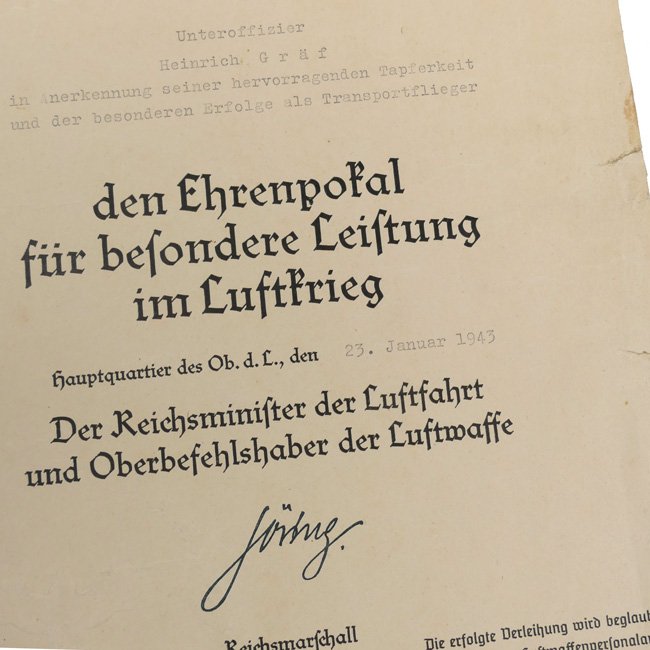 Unteroffizier
Heinrich G r ä f
in Anerkennung seiner hervorragenden Tapferkeit
und der besonderen Erfolge als Transportflieger
den Ehrenpokal
für besondere Leistung
im Luftkrieg
Hauptquartier des Ob. d. L., den 23. Januar 1943
Der Reichsminister der Luftfahrt
und Oberbefehlshaber der Luftwaffe
Göring.
Reichsmarschall
Die erfolgte Verleihung wird beglaub
Luftwaffenpersonalam